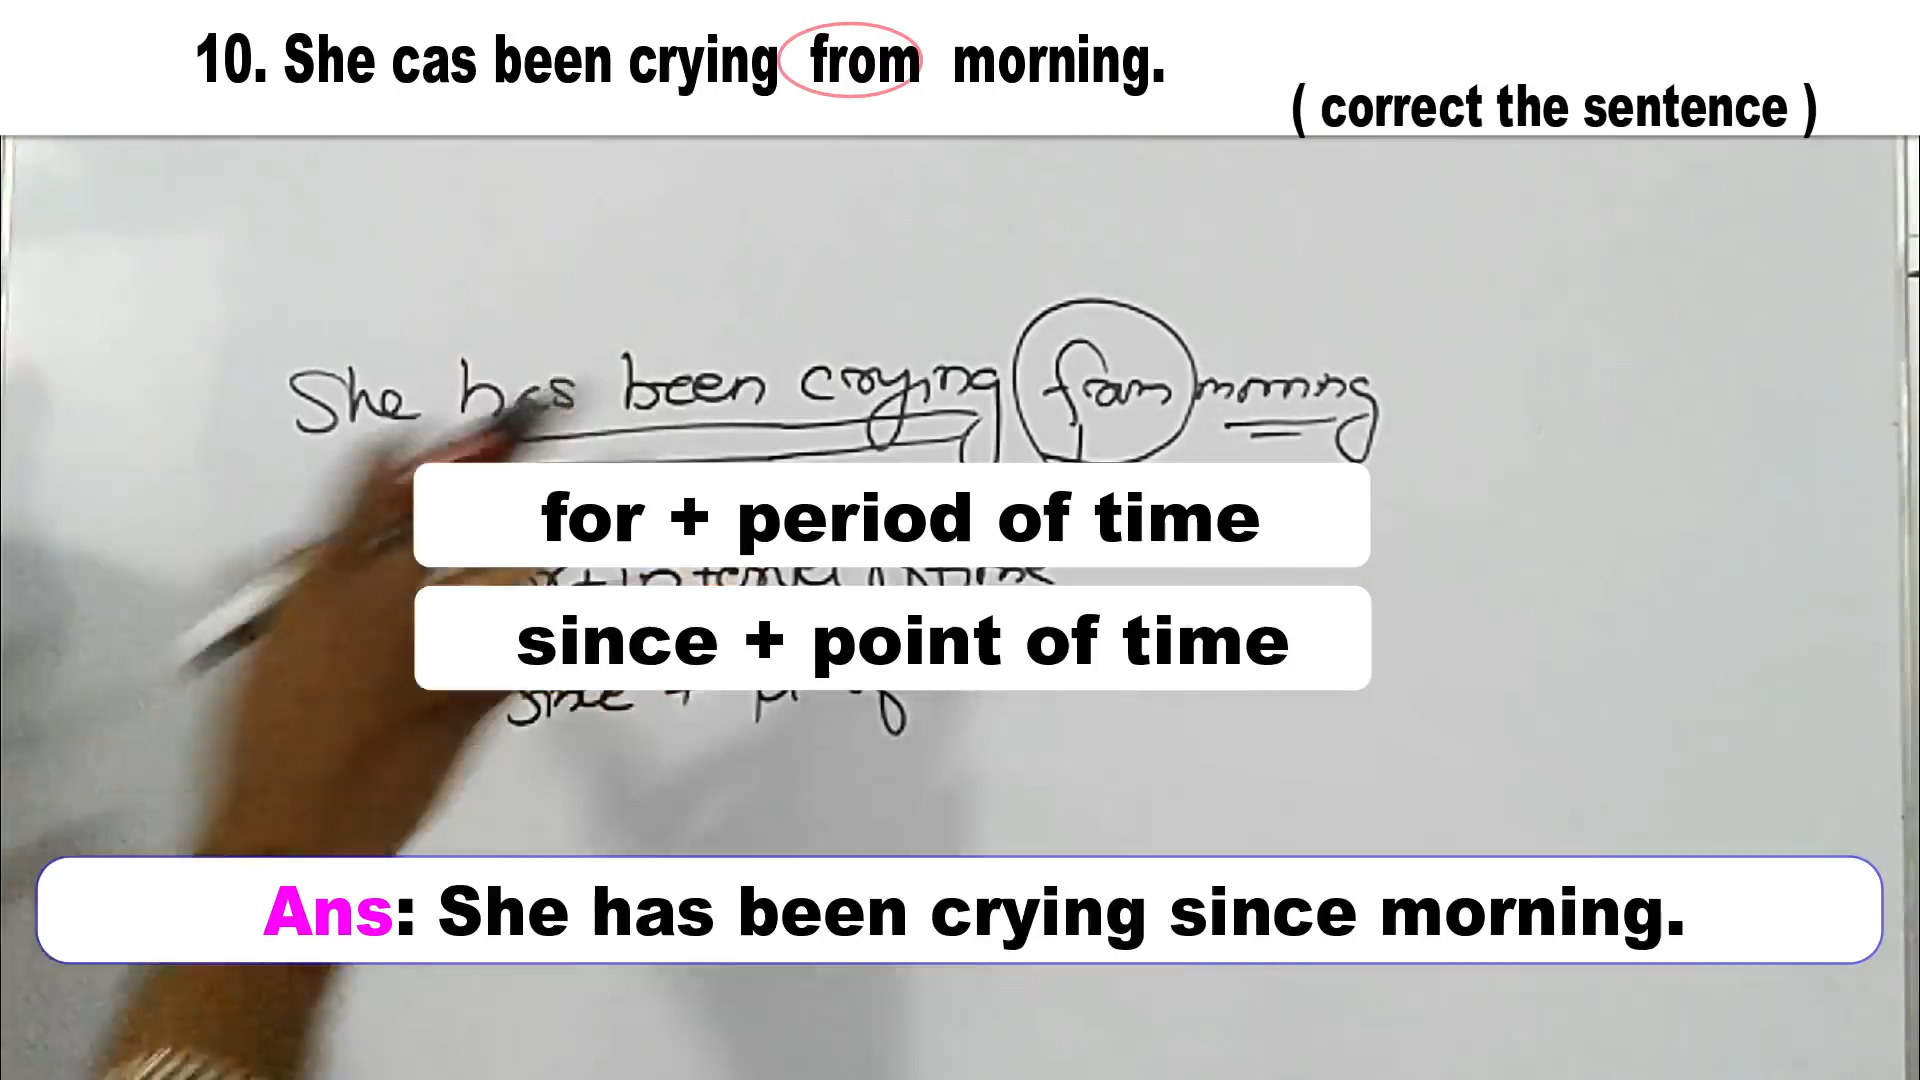 10. She cas been crying from morning.
( correct the sentence )
She has been crying from morning
for + period of time
since + point of time
since +
Ans: She has been crying since morning.